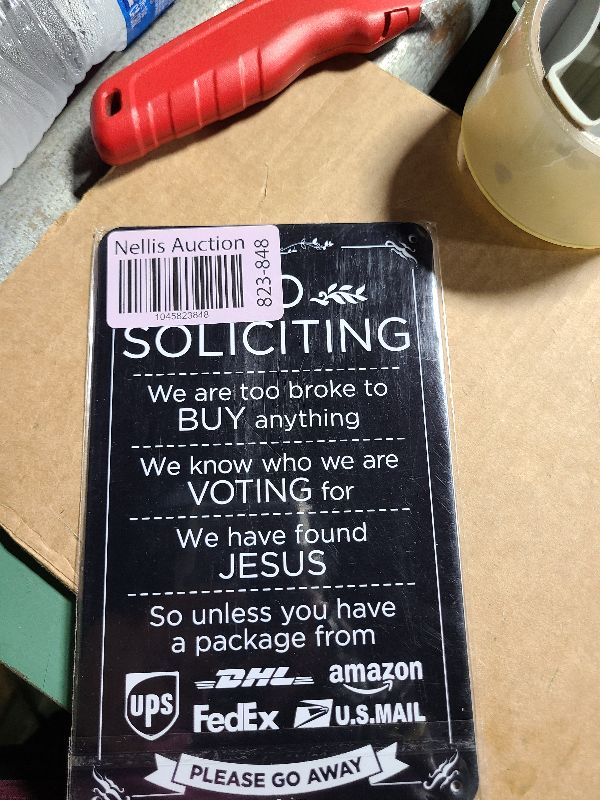 Nellis Auction
823-848
1045823848
O
SOLICITING
We are too broke to
BUY anything
We know who we are
VOTING for
We have found
JESUS
So unless you have
a package from
ups
DHL
amazon
FedEx
U.S.MAIL
PLEASE GO AWAY